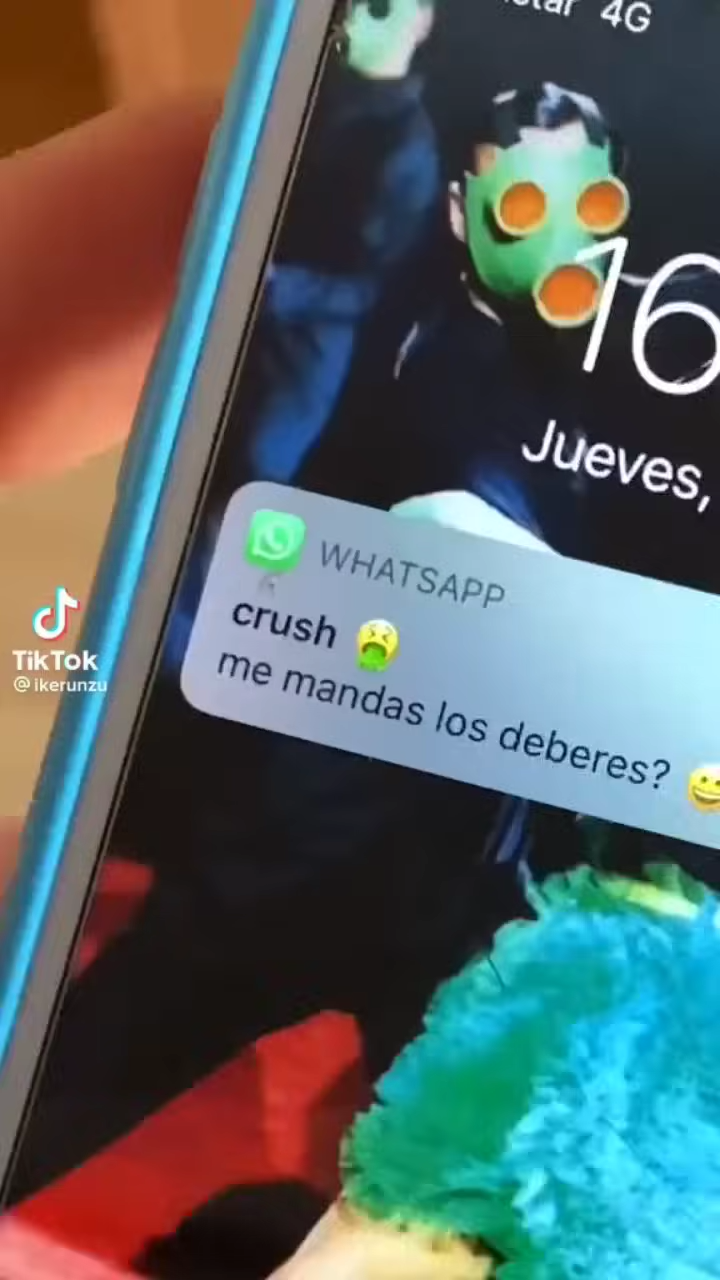 4G
16
Jueves,
WHATSAPP
crush 🤮
me mandas los deberes? 😀
TikTok
@ikerunzu